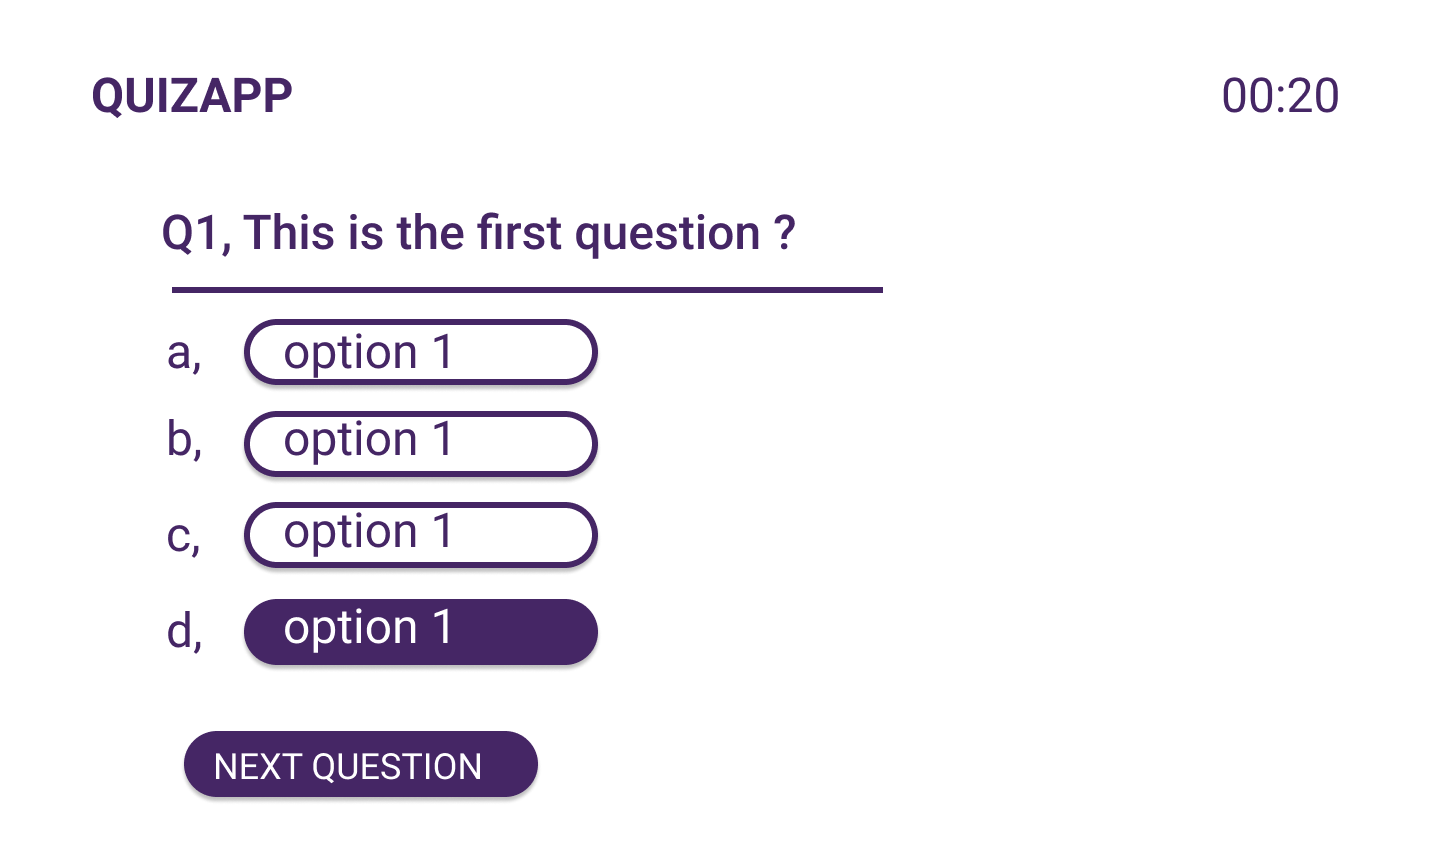 QUIZAPP
00:20
Q1, This is the first question ?
a, option 1
b, option 1
c, option 1
d, option 1
NEXT QUESTION